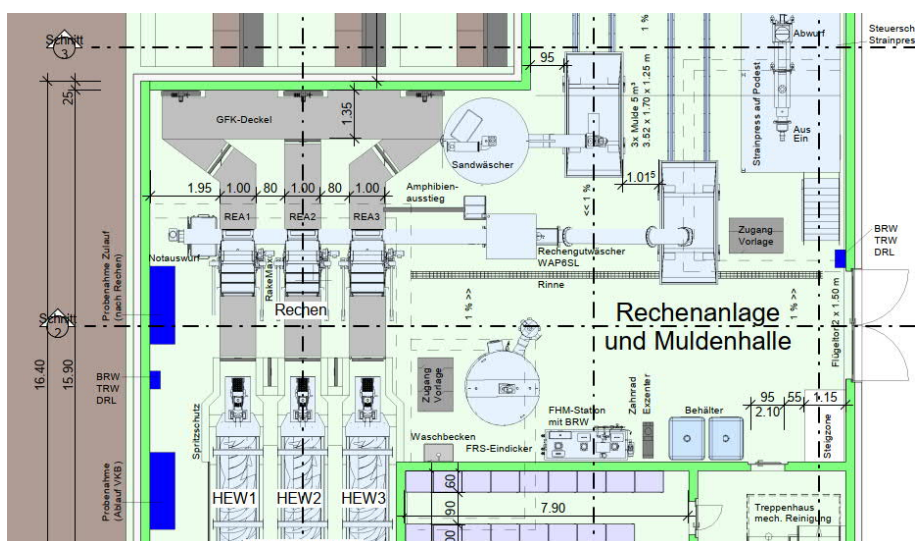 Schnitt
3
25
16.40
15.90
GFK-Deckel
1.35
95
1 %
3x Mulde 5 m³
3.52 x 1.70 x 1.25 m
Abwurf
Steuersch
Strainpres
Strainpress auf Podest
Aus
Ein
Sandwäscher
1.01⁵
<< 1 %
1.95
1.00
80
1.00
80
1.00
Amphibien-
ausstieg
REA1
REA2
REA3
Zugang
Vorlage
BRW
TRW
DRL
Notauswurf
Rechengutwäscher
WAP6SL
RakeMax
Rinne
Probenahme Zulauf
(nach Rechen)
Rechen
1 % >>
1 % >>
Rechenanlage
und Muldenhalle
Flügeltor 2 x 1.50 m
Schnitt
2
BRW
TRW
DRL
Zugang
Vorlage
Spritzschutz
Waschbecken
FRS-Eindicker
FHM-Station
mit BRW
Zahnrad
Exzenter
Behälter
95
55
1.15
2.10
Steigzone
Probenahme
(Ablauf VKB)
HEW1
HEW2
HEW3
60
90
7.90
Treppenhaus
mech. Reinigung